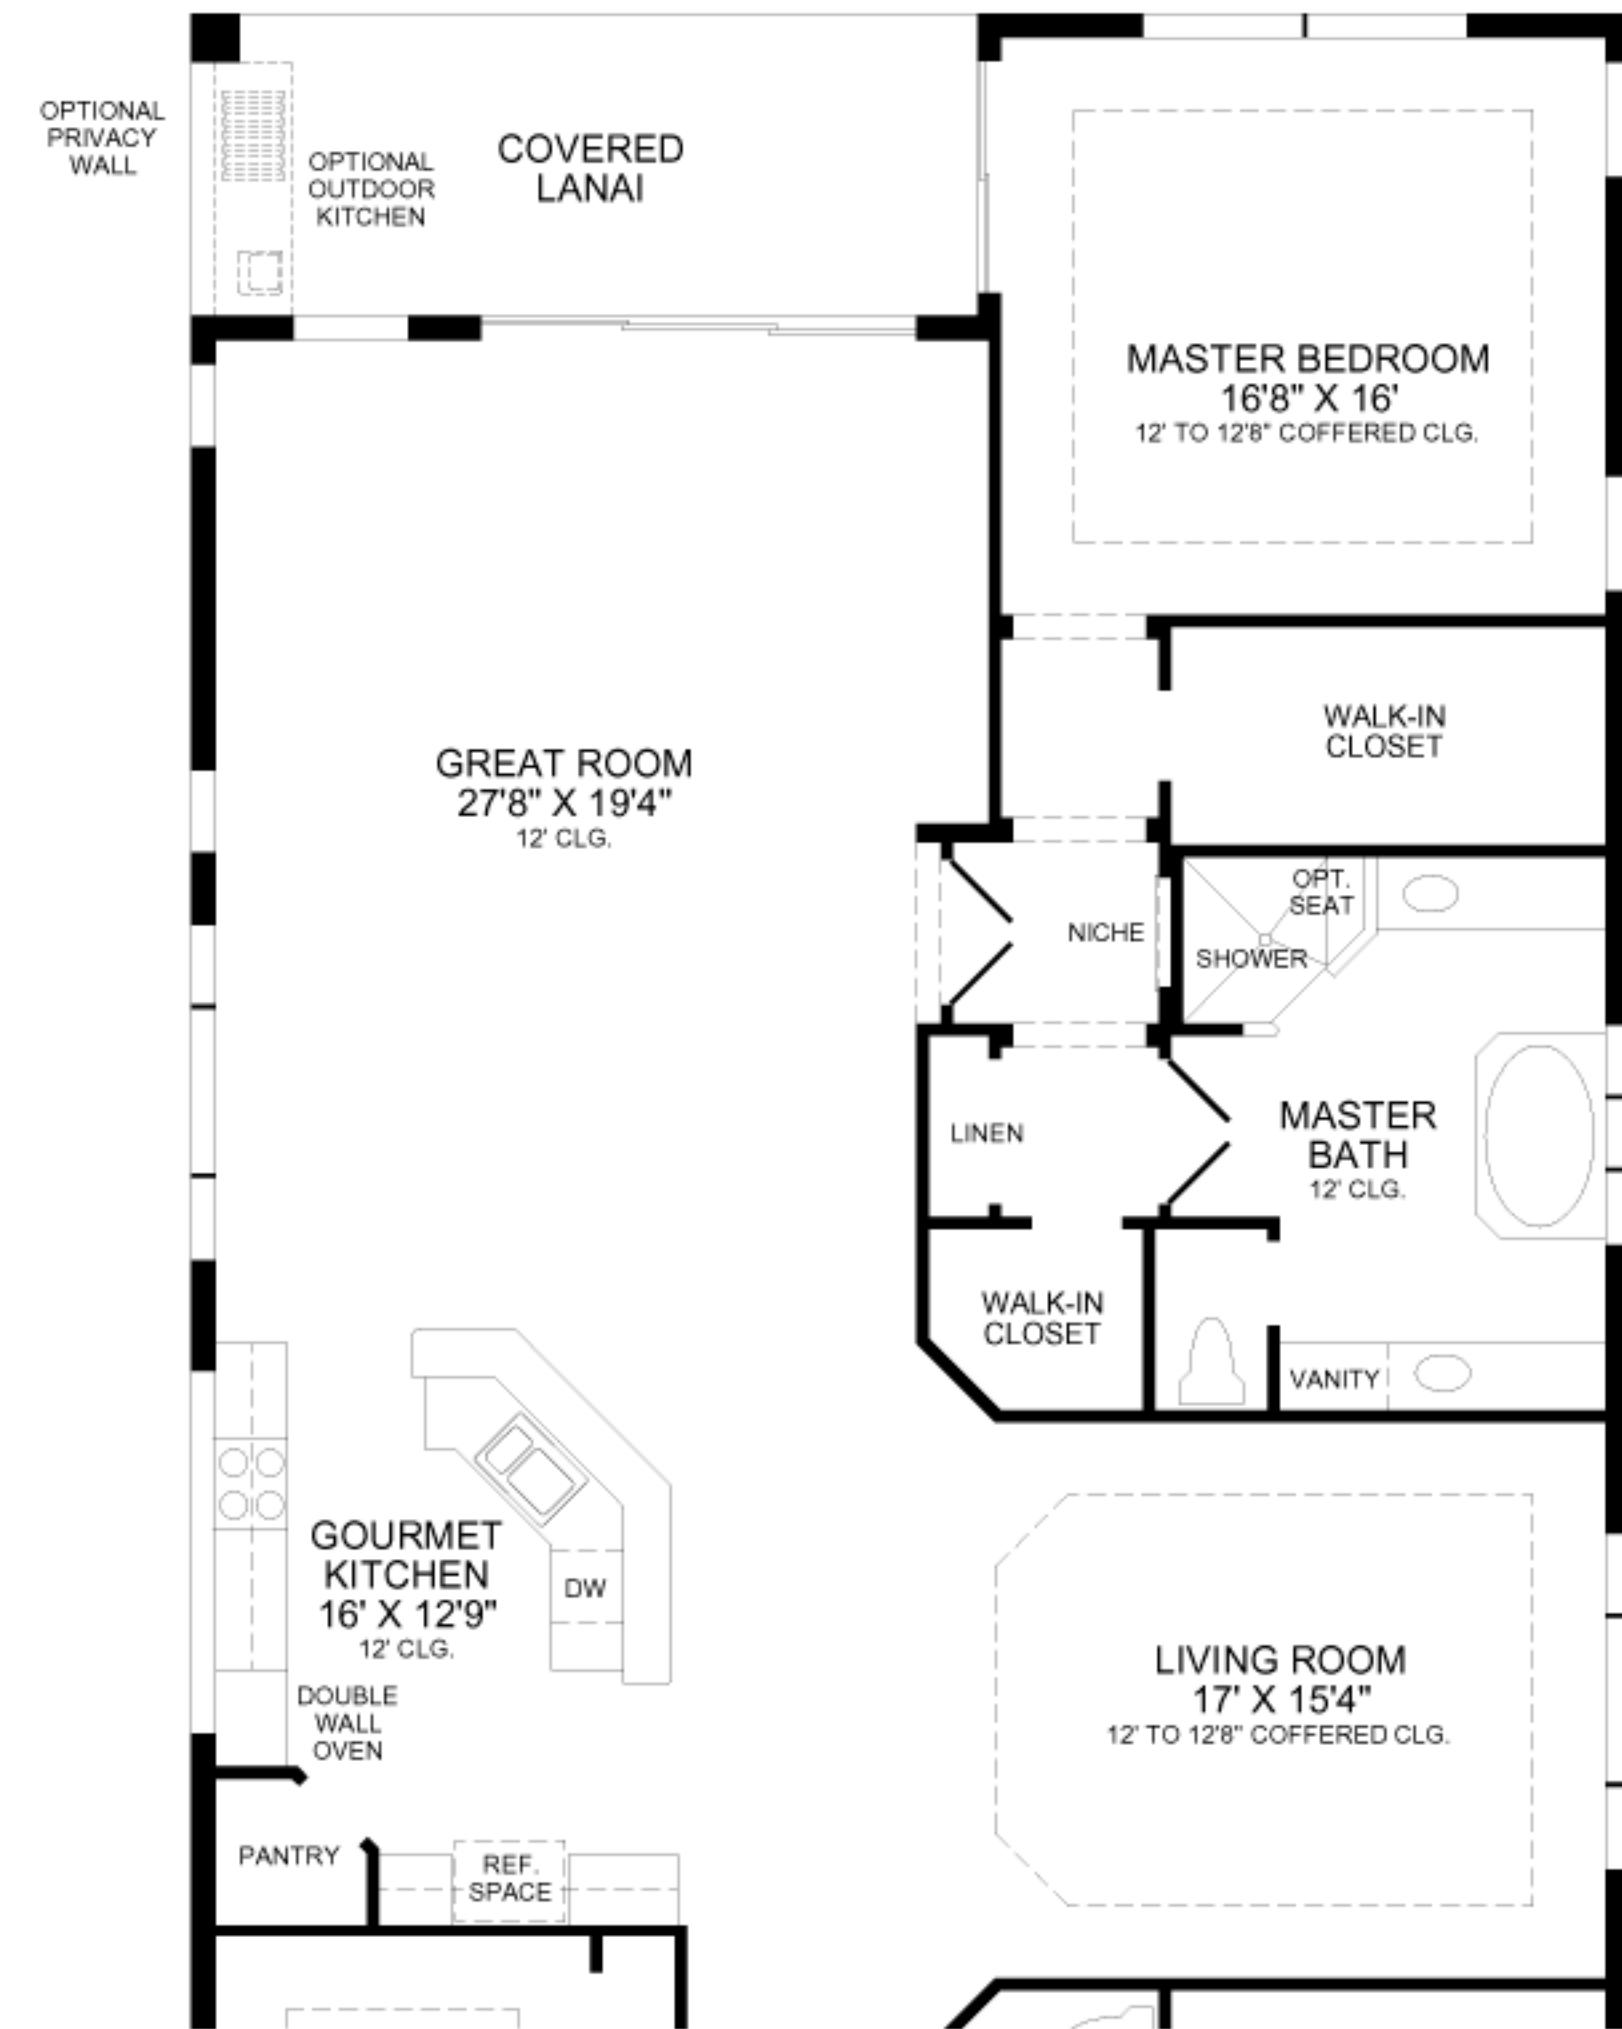 OPTIONAL
PRIVACY
WALL
OPTIONAL
OUTDOOR
KITCHEN
COVERED
LANAI
MASTER BEDROOM
16'8" X 16'
12' TO 12'8" COFFERED CLG.
GREAT ROOM
27'8" X 19'4"
12' CLG.
WALK-IN
CLOSET
NICHE
OPT.
SEAT
SHOWER
LINEN
MASTER
BATH
12' CLG.
WALK-IN
CLOSET
VANITY
GOURMET
KITCHEN
16' X 12'9"
12' CLG.
DW
DOUBLE
WALL
OVEN
LIVING ROOM
17' X 15'4"
12' TO 12'8" COFFERED CLG.
PANTRY
REF.
SPACE